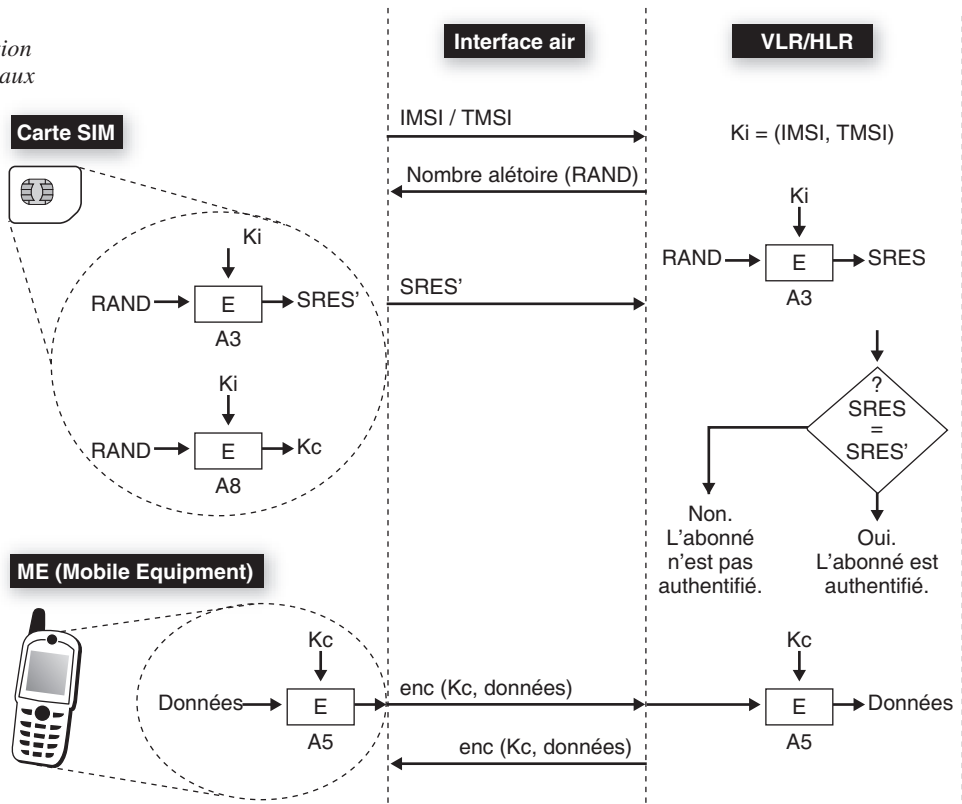 tion
aux
Interface air
VLR/HLR
Carte SIM
IMSI / TMSI
Ki = (IMSI, TMSI)
Nombre alétoire (RAND)
Ki
RAND
E
SRES'
A3
Ki
RAND
E
Kc
A8
SRES'
Ki
RAND
E
SRES
A3
?
SRES
=
SRES'
Non.
L'abonné
n'est pas
authentifié.
Oui.
L'abonné est
authentifié.
ME (Mobile Equipment)
Kc
Données
E
A5
enc (Kc, données)
enc (Kc, données)
Kc
E
Données
A5